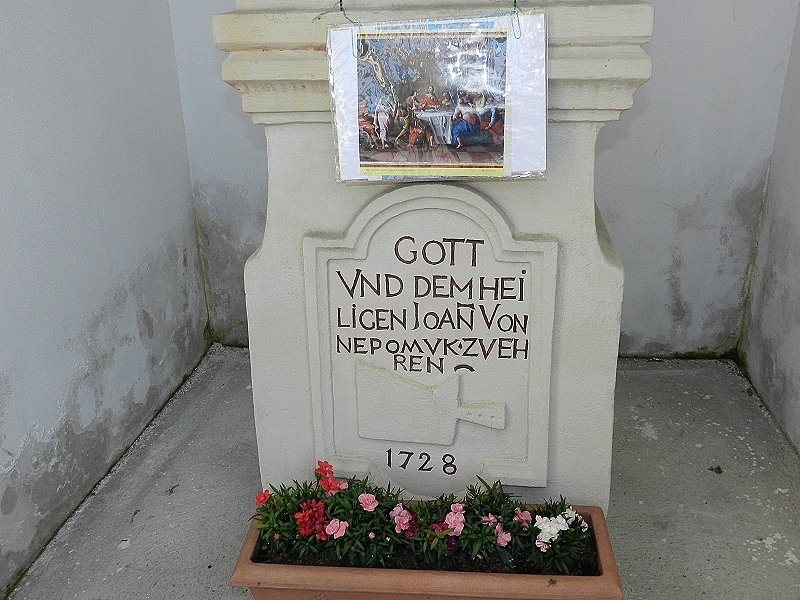 GOTT
VND DEM HEI
LIGEN JOAÑ VON
NEPOMVK·ZVEH
REN
1728